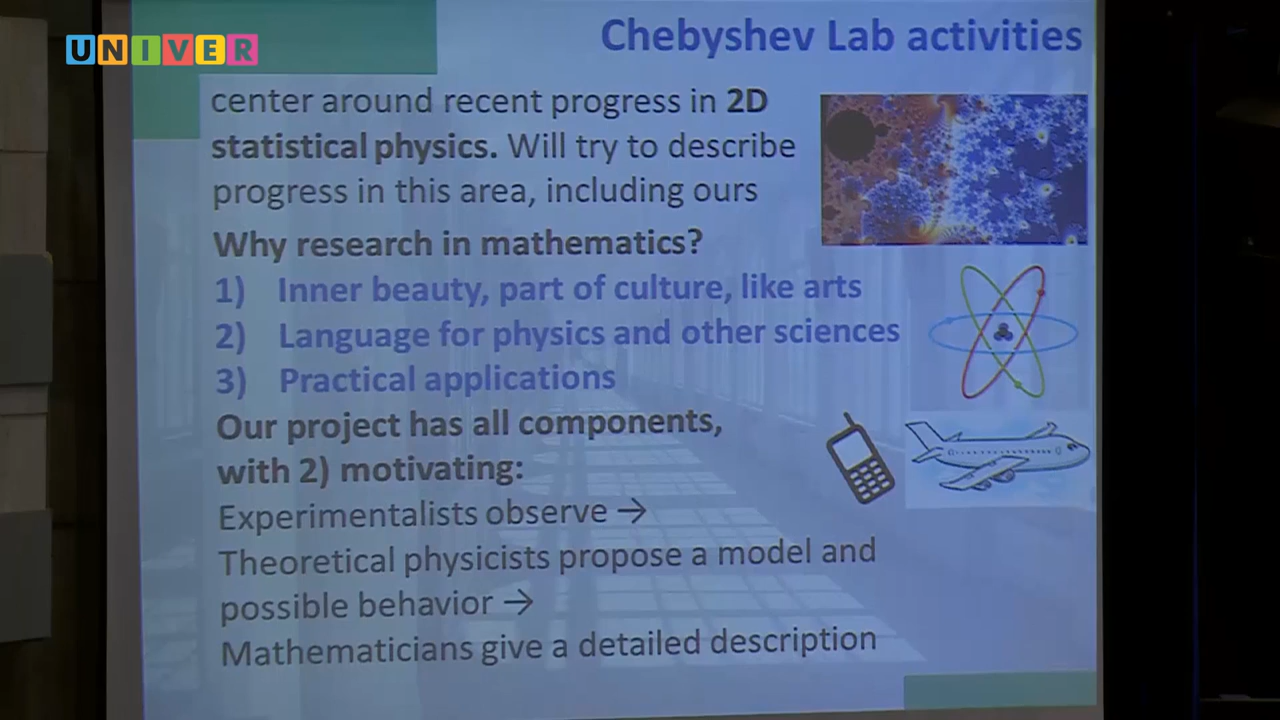 UNIVER
Chebyshev Lab activities
center around recent progress in 2D
statistical physics. Will try to describe
progress in this area, including ours
Why research in mathematics?
1) Inner beauty, part of culture, like arts
2) Language for physics and other sciences
3) Practical applications
Our project has all components,
with 2) motivating:
Experimentalists observe →
Theoretical physicists propose a model and
possible behavior →
Mathematicians give a detailed description